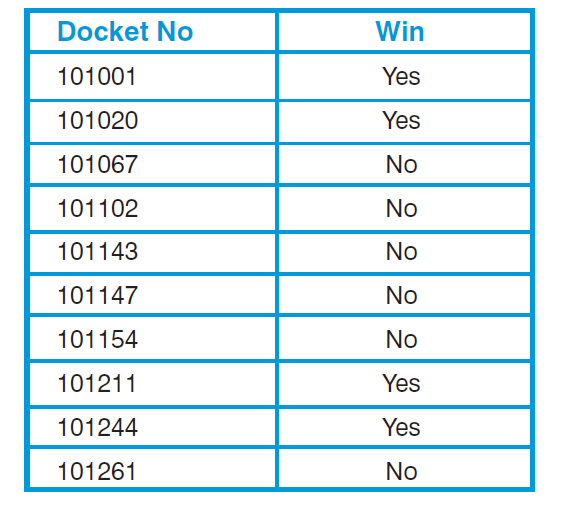 Docket No Win
101001 Yes
101020 Yes
101067 No
101102 No
101143 No
101147 No
101154 No
101211 Yes
101244 Yes
101261 No